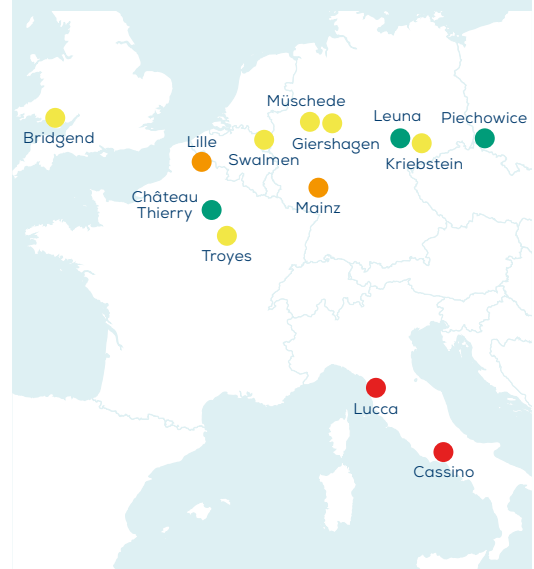 Müschede
Leuna
Piechowice
Bridgend
Lille
Giershagen
Swalmen
Kriebstein
Château
Thierry
Mainz
Troyes
Lucca
Cassino